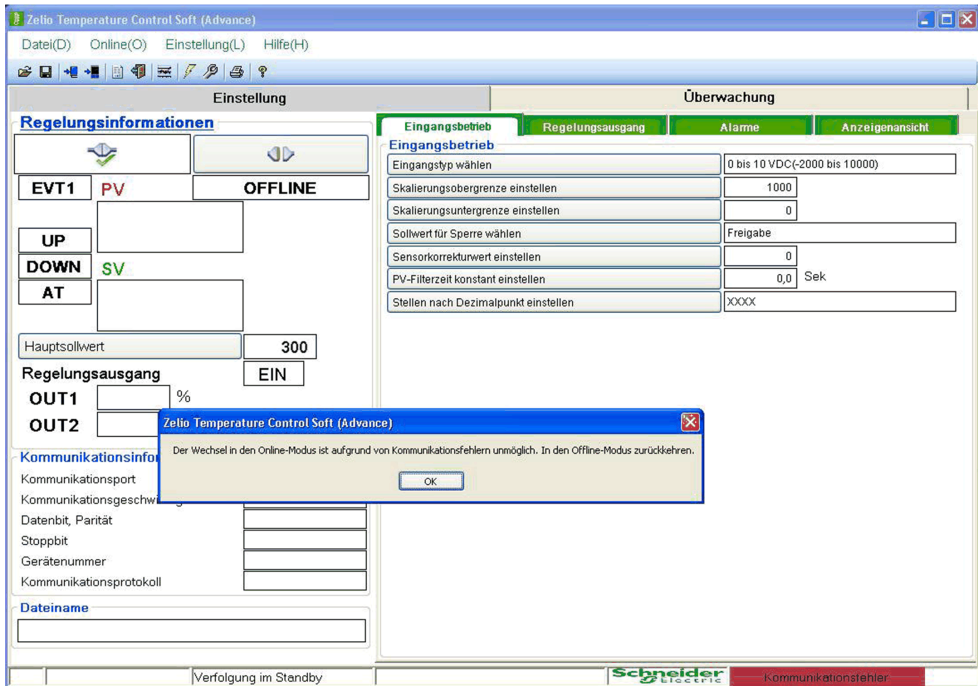 Zelio Temperature Control Soft (Advance)
Datei(D) Online(O) Einstellung(L) Hilfe(H)
Einstellung
Überwachung
Regelungsinformationen
EVT1 PV OFFLINE
UP
DOWN SV
AT
Hauptsollwert 300
Regelungsausgang EIN
OUT1 %
OUT2
Kommunikationsinfo
Kommunikationsport
Kommunikationsgeschwi
Datenbit, Parität
Stoppbit
Gerätenummer
Kommunikationsprotokoll
Dateiname
Eingangsbetrieb Regelungsausgang Alarme Anzeigenansicht
Eingangsbetrieb
Eingangstyp wählen 0 bis 10 VDC(-2000 bis 10000)
Skalierungsobergrenze einstellen 1000
Skalierungsuntergrenze einstellen 0
Sollwert für Sperre wählen Freigabe
Sensorkorrekturwert einstellen 0
PV-Filterzeit konstant einstellen 0,0 Sek
Stellen nach Dezimalpunkt einstellen XXXX
Zelio Temperature Control Soft (Advance)
Der Wechsel in den Online-Modus ist aufgrund von Kommunikationsfehlern unmöglich. In den Offline-Modus zurückkehren.
OK
Verfolgung im Standby
Schneider Electric
Kommunikationsfehler